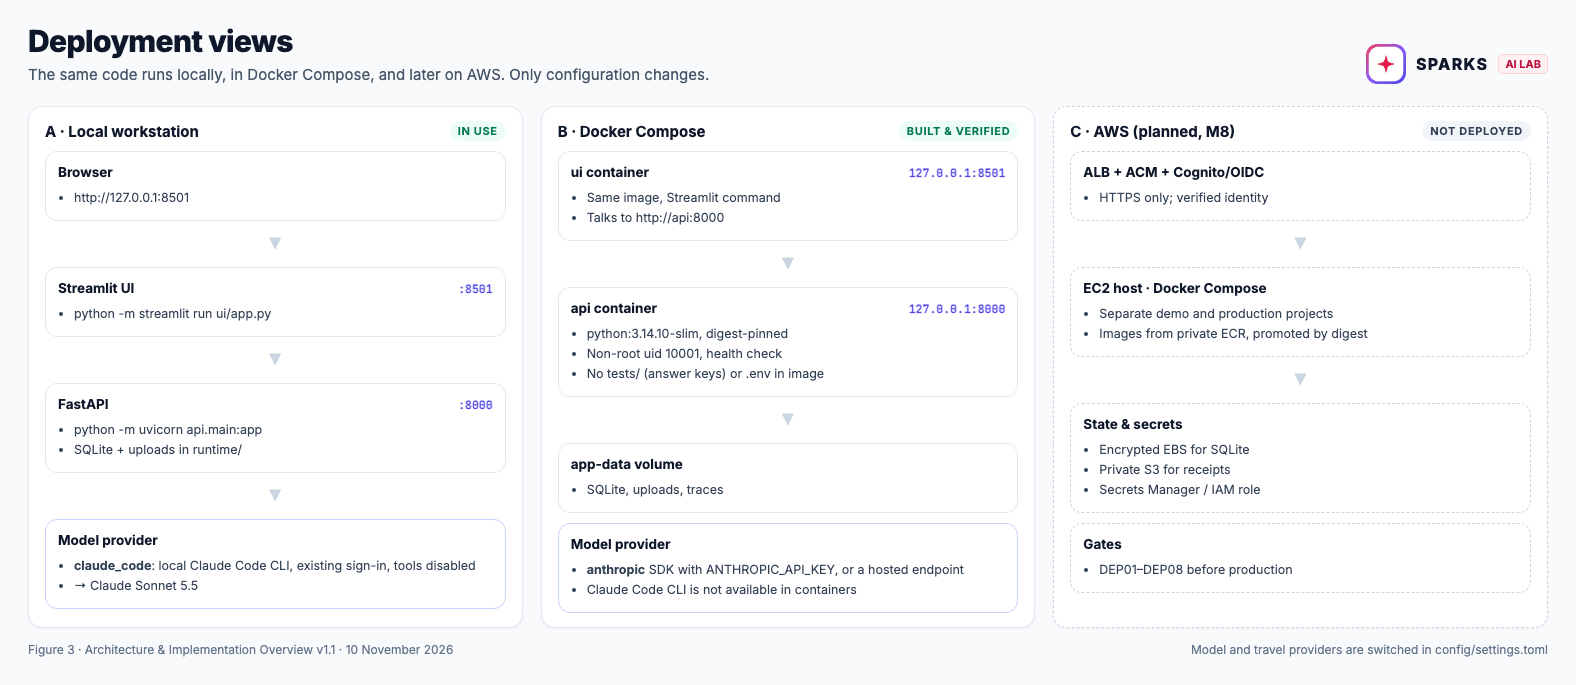 Deployment views
The same code runs locally, in Docker Compose, and later on AWS. Only configuration changes.
SPARKS AI LAB
A · Local workstation IN USE
Browser
• http://127.0.0.1:8501
▼
Streamlit UI :8501
• python -m streamlit run ui/app.py
▼
FastAPI :8000
• python -m uvicorn api.main:app
• SQLite + uploads in runtime/
▼
Model provider
• claude_code: local Claude Code CLI, existing sign-in, tools disabled
• → Claude Sonnet 5.5
B · Docker Compose BUILT & VERIFIED
ui container 127.0.0.1:8501
• Same image, Streamlit command
• Talks to http://api:8000
▼
api container 127.0.0.1:8000
• python:3.14.10-slim, digest-pinned
• Non-root uid 10001, health check
• No tests/ (answer keys) or .env in image
▼
app-data volume
• SQLite, uploads, traces
Model provider
• anthropic SDK with ANTHROPIC_API_KEY, or a hosted endpoint
• Claude Code CLI is not available in containers
C · AWS (planned, M8) NOT DEPLOYED
ALB + ACM + Cognito/OIDC
• HTTPS only; verified identity
▼
EC2 host · Docker Compose
• Separate demo and production projects
• Images from private ECR, promoted by digest
▼
State & secrets
• Encrypted EBS for SQLite
• Private S3 for receipts
• Secrets Manager / IAM role
Gates
• DEP01–DEP08 before production
Figure 3 · Architecture & Implementation Overview v1.1 · 10 November 2026
Model and travel providers are switched in config/settings.toml